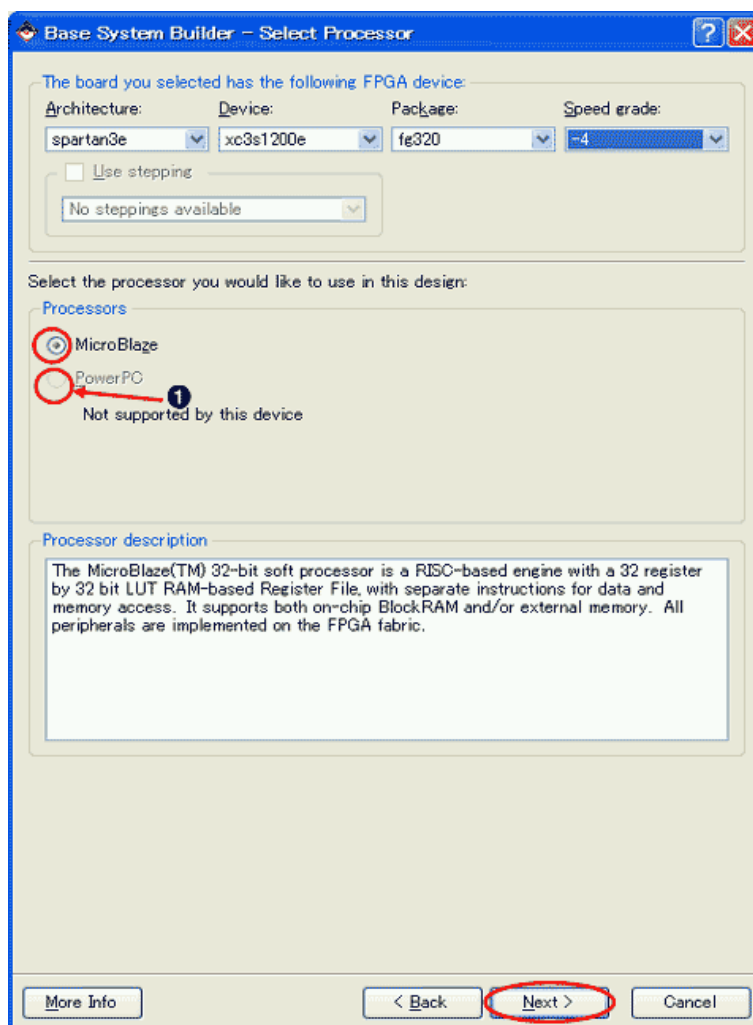 Base System Builder - Select Processor
The board you selected has the following FPGA device:
Architecture: Device: Package: Speed grade:
spartan3e xc3s1200e fg320 -4
Use stepping
No steppings available
Select the processor you would like to use in this design:
Processors
MicroBlaze
PowerPC
1
Not supported by this device
Processor description
The MicroBlaze(TM) 32-bit soft processor is a RISC-based engine with a 32 register
by 32 bit LUT RAM-based Register File, with separate instructions for data and
memory access. It supports both on-chip BlockRAM and/or external memory. All
peripherals are implemented on the FPGA fabric.
More Info < Back Next > Cancel